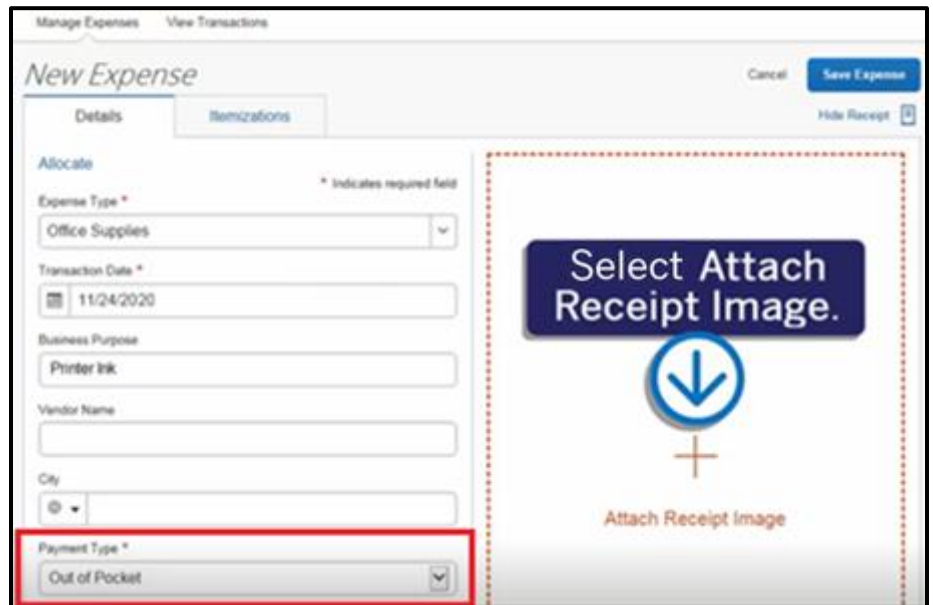 Manage Expenses View Transactions
New Expense
Cancel Save Expense
Details Itemizations Hide Receipt
Allocate
* Indicates required field
Expense Type *
Office Supplies
Transaction Date *
11/24/2020
Business Purpose
Printer Ink
Vendor Name
City
Payment Type *
Out of Pocket
Select Attach
Receipt Image.
Attach Receipt Image